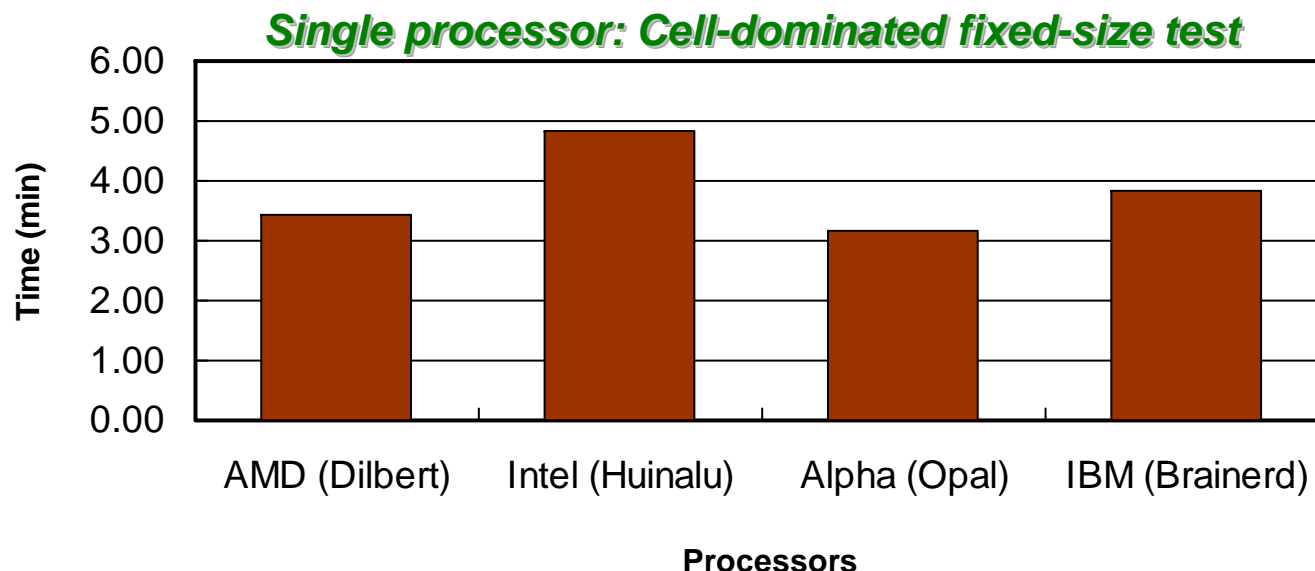 Single processor: Cell-dominated fixed-size test
6.00
5.00
4.00
3.00
2.00
1.00
0.00
Time (min)
AMD (Dilbert) Intel (Huinalu) Alpha (Opal) IBM (Brainerd)
Processors